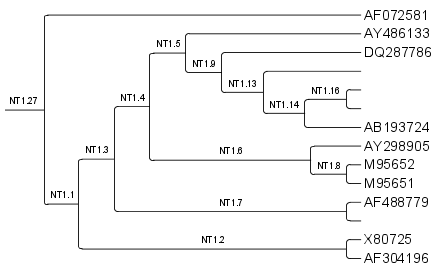 AF072581
AY486133
NT1.5
DQ287786
NT1.9
NT1.13
NT1.16
NT1.27
NT1.4
NT1.14
AB193724
AY298905
NT1.3
NT1.6
M95652
NT1.8
M95651
NT1.1
NT1.7
AF488779
X80725
NT1.2
AF304196